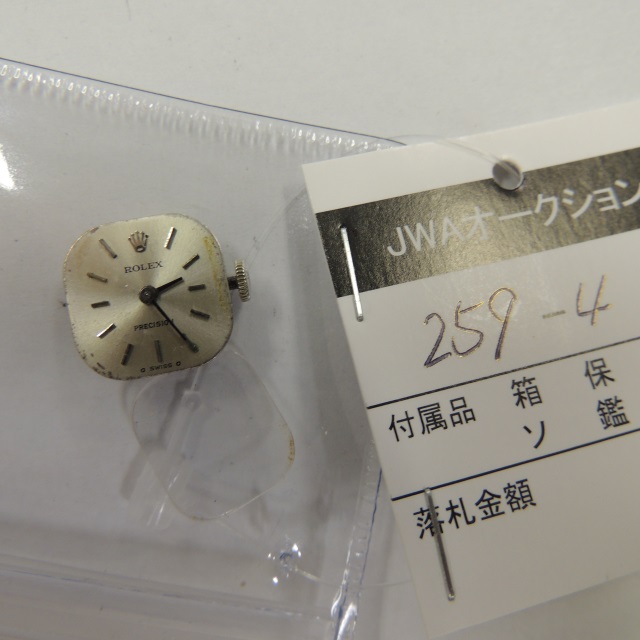 ROLEX
PRECISION
SWISS
JWAオークション
259-4
付属品 箱 保
ソ 鑑
落札金額